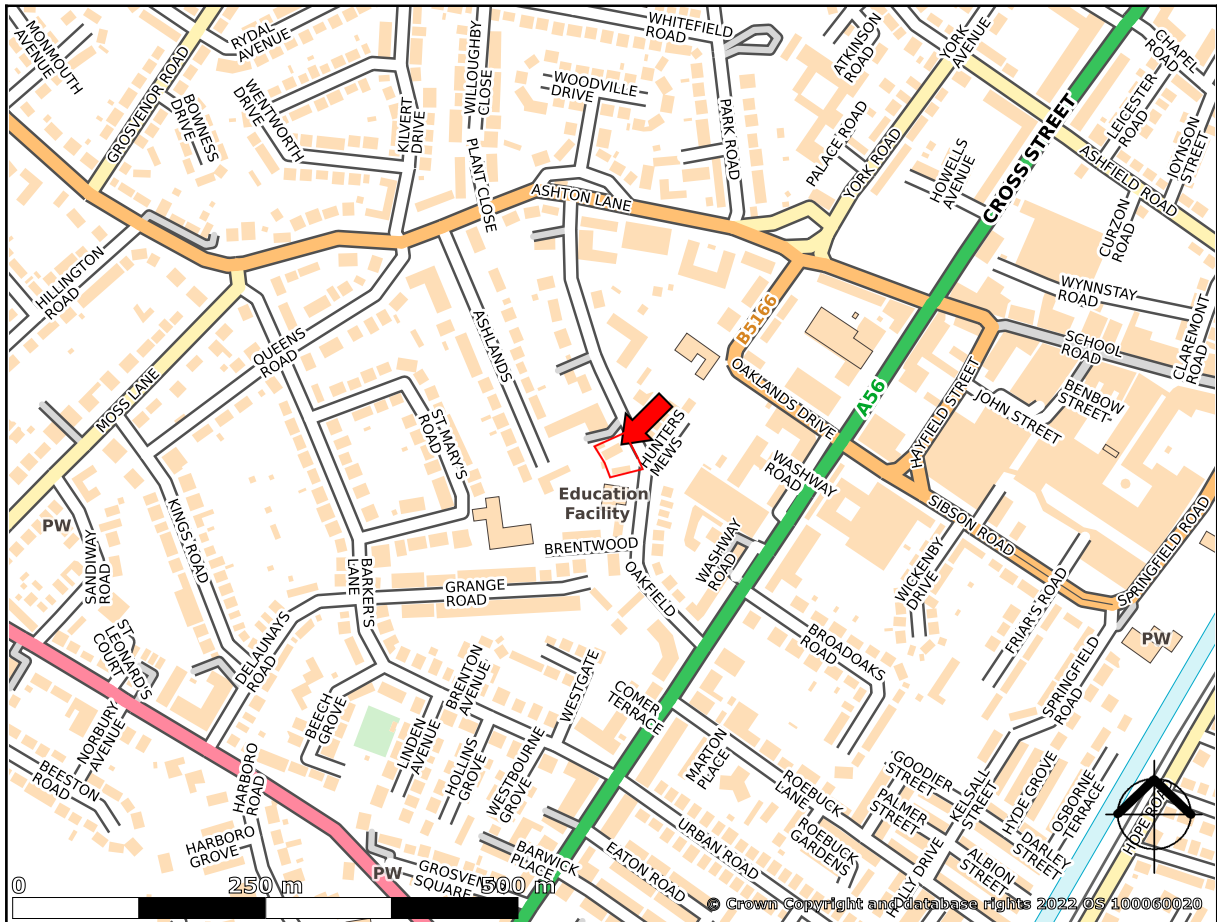 MONMOUTH
AVENUE
RYDAL
AVENUE
GROSVENOR ROAD
BOWNESS
DRIVE
WENTWORTH
DRIVE
KILVERT
DRIVE
WILLOUGHBY
CLOSE
PLANT CLOSE
WOODVILLE
DRIVE
WHITEFIELD
ROAD
PARK ROAD
ATKINSON
ROAD
YORK
AVENUE
PALACE ROAD
YORK ROAD
HOWELLS
AVENUE
CROSS STREET
CHAPEL
ROAD
LEICESTER
ROAD
JOYNSON
STREET
ASHFIELD ROAD
CURZON
ROAD
ASHTON LANE
HILLINGTON
ROAD
WYNNSTAY
ROAD
CLAREMONT
ROAD
SCHOOL
ROAD
B5166
QUEENS
ROAD
ASHLANDS
MOSS LANE
OAKLANDS DRIVE
A56
HAYFIELD STREET
BENBOW
STREET
JOHN STREET
ST.MARY'S
ROAD
HUNTERS
MEWS
WASHWAY
ROAD
Education
Facility
PW
KINGS ROAD
SANDIWAY
ROAD
BRENTWOOD
WASHWAY
ROAD
SIBSON ROAD
SPRINGFIELD ROAD
WICKENBY
DRIVE
FRIAR'S ROAD
BARKER'S
LANE
GRANGE
ROAD
OAKFIELD
BROADOAKS
ROAD
PW
ST.
LEONARD'S
COURT
DELAUNAYS
ROAD
SPRINGFIELD
ROAD
NORBURY
AVENUE
BEECH
GROVE
BRENTON
AVENUE
WESTGATE
COMER
TERRACE
LINDEN
AVENUE
HOLLINS
GROVE
WESTBOURNE
GROVE
MARTON
PLACE
BEESTON
ROAD
HARBORO
ROAD
GOODIER
STREET
KELSALL
STREET
HYDE GROVE
OSBORNE
TERRACE
ROEBUCK
LANE
PALMER
STREET
DARLEY
STREET
HOPE ROAD
ROEBUCK
GARDENS
HARBORO
GROVE
URBAN ROAD
ALBION
STREET
PW
GROSVENOR
SQUARE
BARWICK
PLACE
EATON ROAD
DRIVE
0 250 m 500 m
© Crown Copyright and database rights 2022 OS 100060020